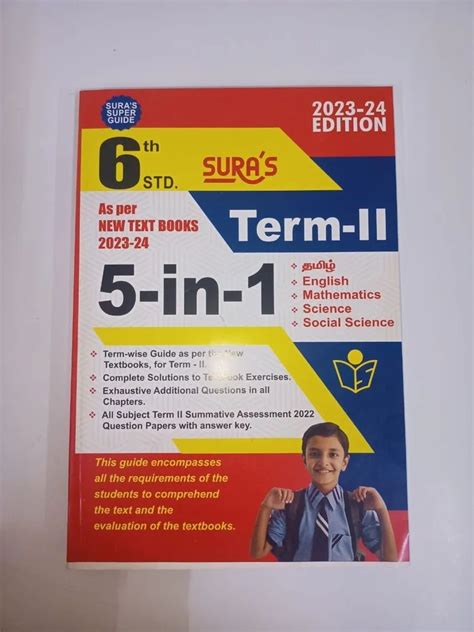 SURA'S
SUPER
GUIDE
2023-24
EDITION
6th
STD.
SURA'S
As per
NEW TEXT BOOKS
2023-24
Term-II
5-in-1
❖ தமிழ்
❖ English
❖ Mathematics
❖ Science
❖ Social Science
❖ Term-wise Guide as per the New
Textbooks, for Term - II.
❖ Complete Solutions to Textbook Exercises.
❖ Exhaustive Additional Questions in all
Chapters.
❖ All Subject Term II Summative Assessment 2022
Question Papers with answer key.
This guide encompasses
all the requirements of the
students to comprehend
the text and the
evaluation of the textbooks.